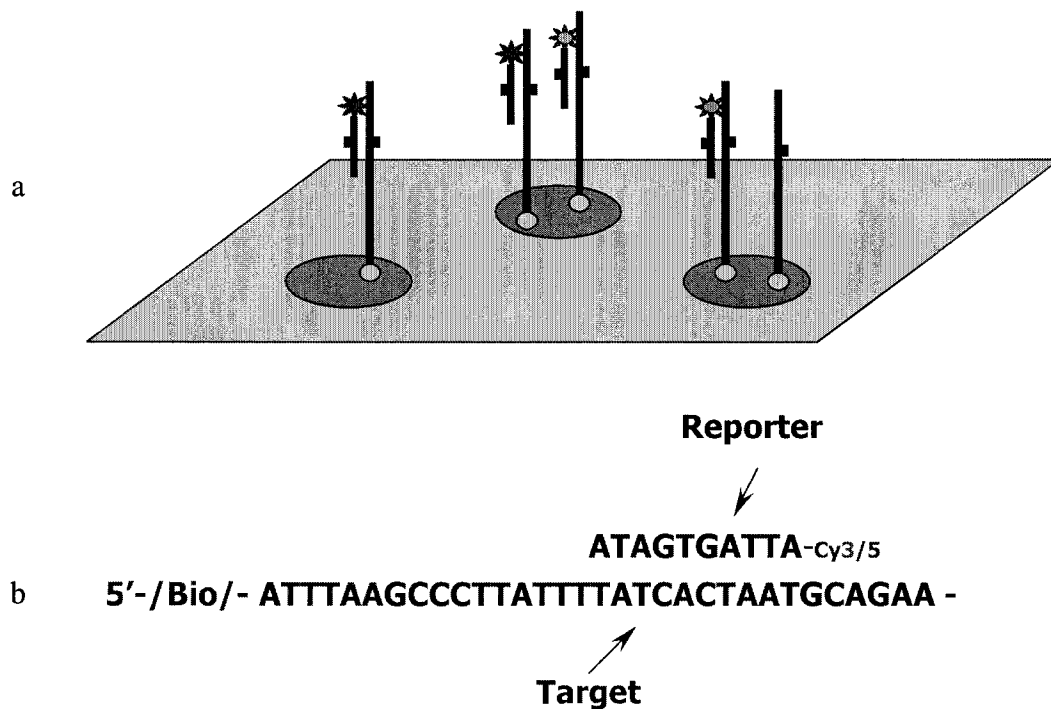 a
Reporter
ATAGTGATTA-Cy3/5
b 5'-/Bio/- ATTTAAGCCCTTATTTTATCACTAATGCAGAA -
Target